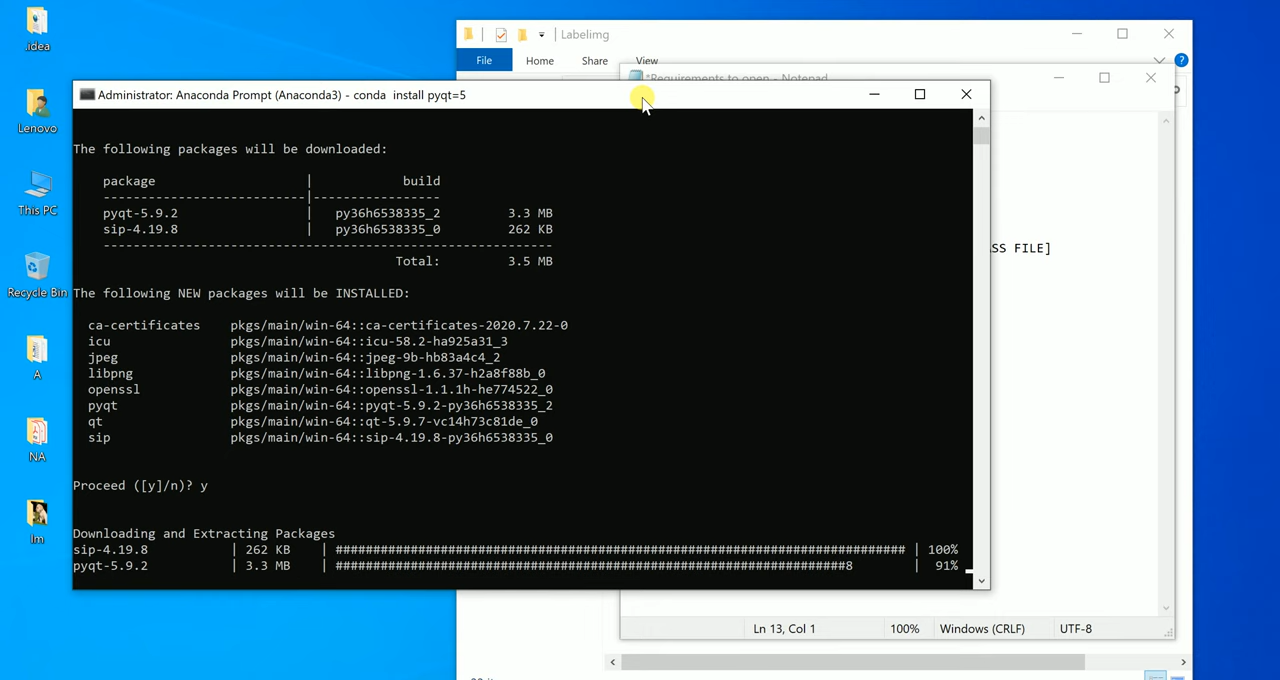 .idea
Lenovo
This PC
Recycle Bin
A
NA
Im
Labelimg
File Home Share View
*Requirements to open - Notepad
Administrator: Anaconda Prompt (Anaconda3) - conda install pyqt=5
The following packages will be downloaded:
package | build
---------------------------|-----------------
pyqt-5.9.2 | py36h6538335_2 3.3 MB
sip-4.19.8 | py36h6538335_0 262 KB
------------------------------------------------------------
Total: 3.5 MB
The following NEW packages will be INSTALLED:
ca-certificates pkgs/main/win-64::ca-certificates-2020.7.22-0
icu pkgs/main/win-64::icu-58.2-ha925a31_3
jpeg pkgs/main/win-64::jpeg-9b-hb83a4c4_2
libpng pkgs/main/win-64::libpng-1.6.37-h2a8f88b_0
openssl pkgs/main/win-64::openssl-1.1.1h-he774522_0
pyqt pkgs/main/win-64::pyqt-5.9.2-py36h6538335_2
qt pkgs/main/win-64::qt-5.9.7-vc14h73c81de_0
sip pkgs/main/win-64::sip-4.19.8-py36h6538335_0
Proceed ([y]/n)? y
Downloading and Extracting Packages
sip-4.19.8 | 262 KB | ############################################################################ | 100%
pyqt-5.9.2 | 3.3 MB | ####################################################################8 | 91%
SS FILE]
Ln 13, Col 1 100% Windows (CRLF) UTF-8